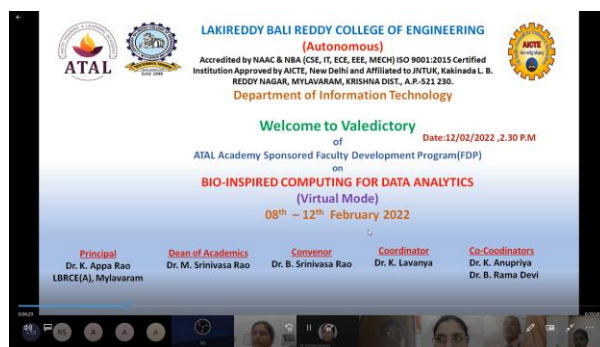 LAKIREDDY BALI REDDY COLLEGE OF ENGINEERING
(Autonomous)
Accredited by NAAC & NBA (CSE, IT, ECE, EEE, MECH) ISO 9001:2015 Certified
Institution Approved by AICTE, New Delhi and Affiliated to JNTUK, Kakinada L. B.
REDDY NAGAR, MYLAVARAM, KRISHNA DIST., A.P.-521 230.
Department of Information Technology
ATAL
AICTE
Welcome to Valedictory
Date:12/02/2022 ,2.30 P.M
of
ATAL Academy Sponsored Faculty Development Program(FDP)
on
BIO-INSPIRED COMPUTING FOR DATA ANALYTICS
(Virtual Mode)
08th – 12th February 2022
Principal
Dr. K. Appa Rao
LBRCE(A), Mylavaram
Dean of Academics
Dr. M. Srinivasa Rao
Convenor
Dr. B. Srinivasa Rao
Coordinator
Dr. K. Lavanya
Co-Coodinators
Dr. K. Anupriya
Dr. B. Rama Devi
RS
A
A
A